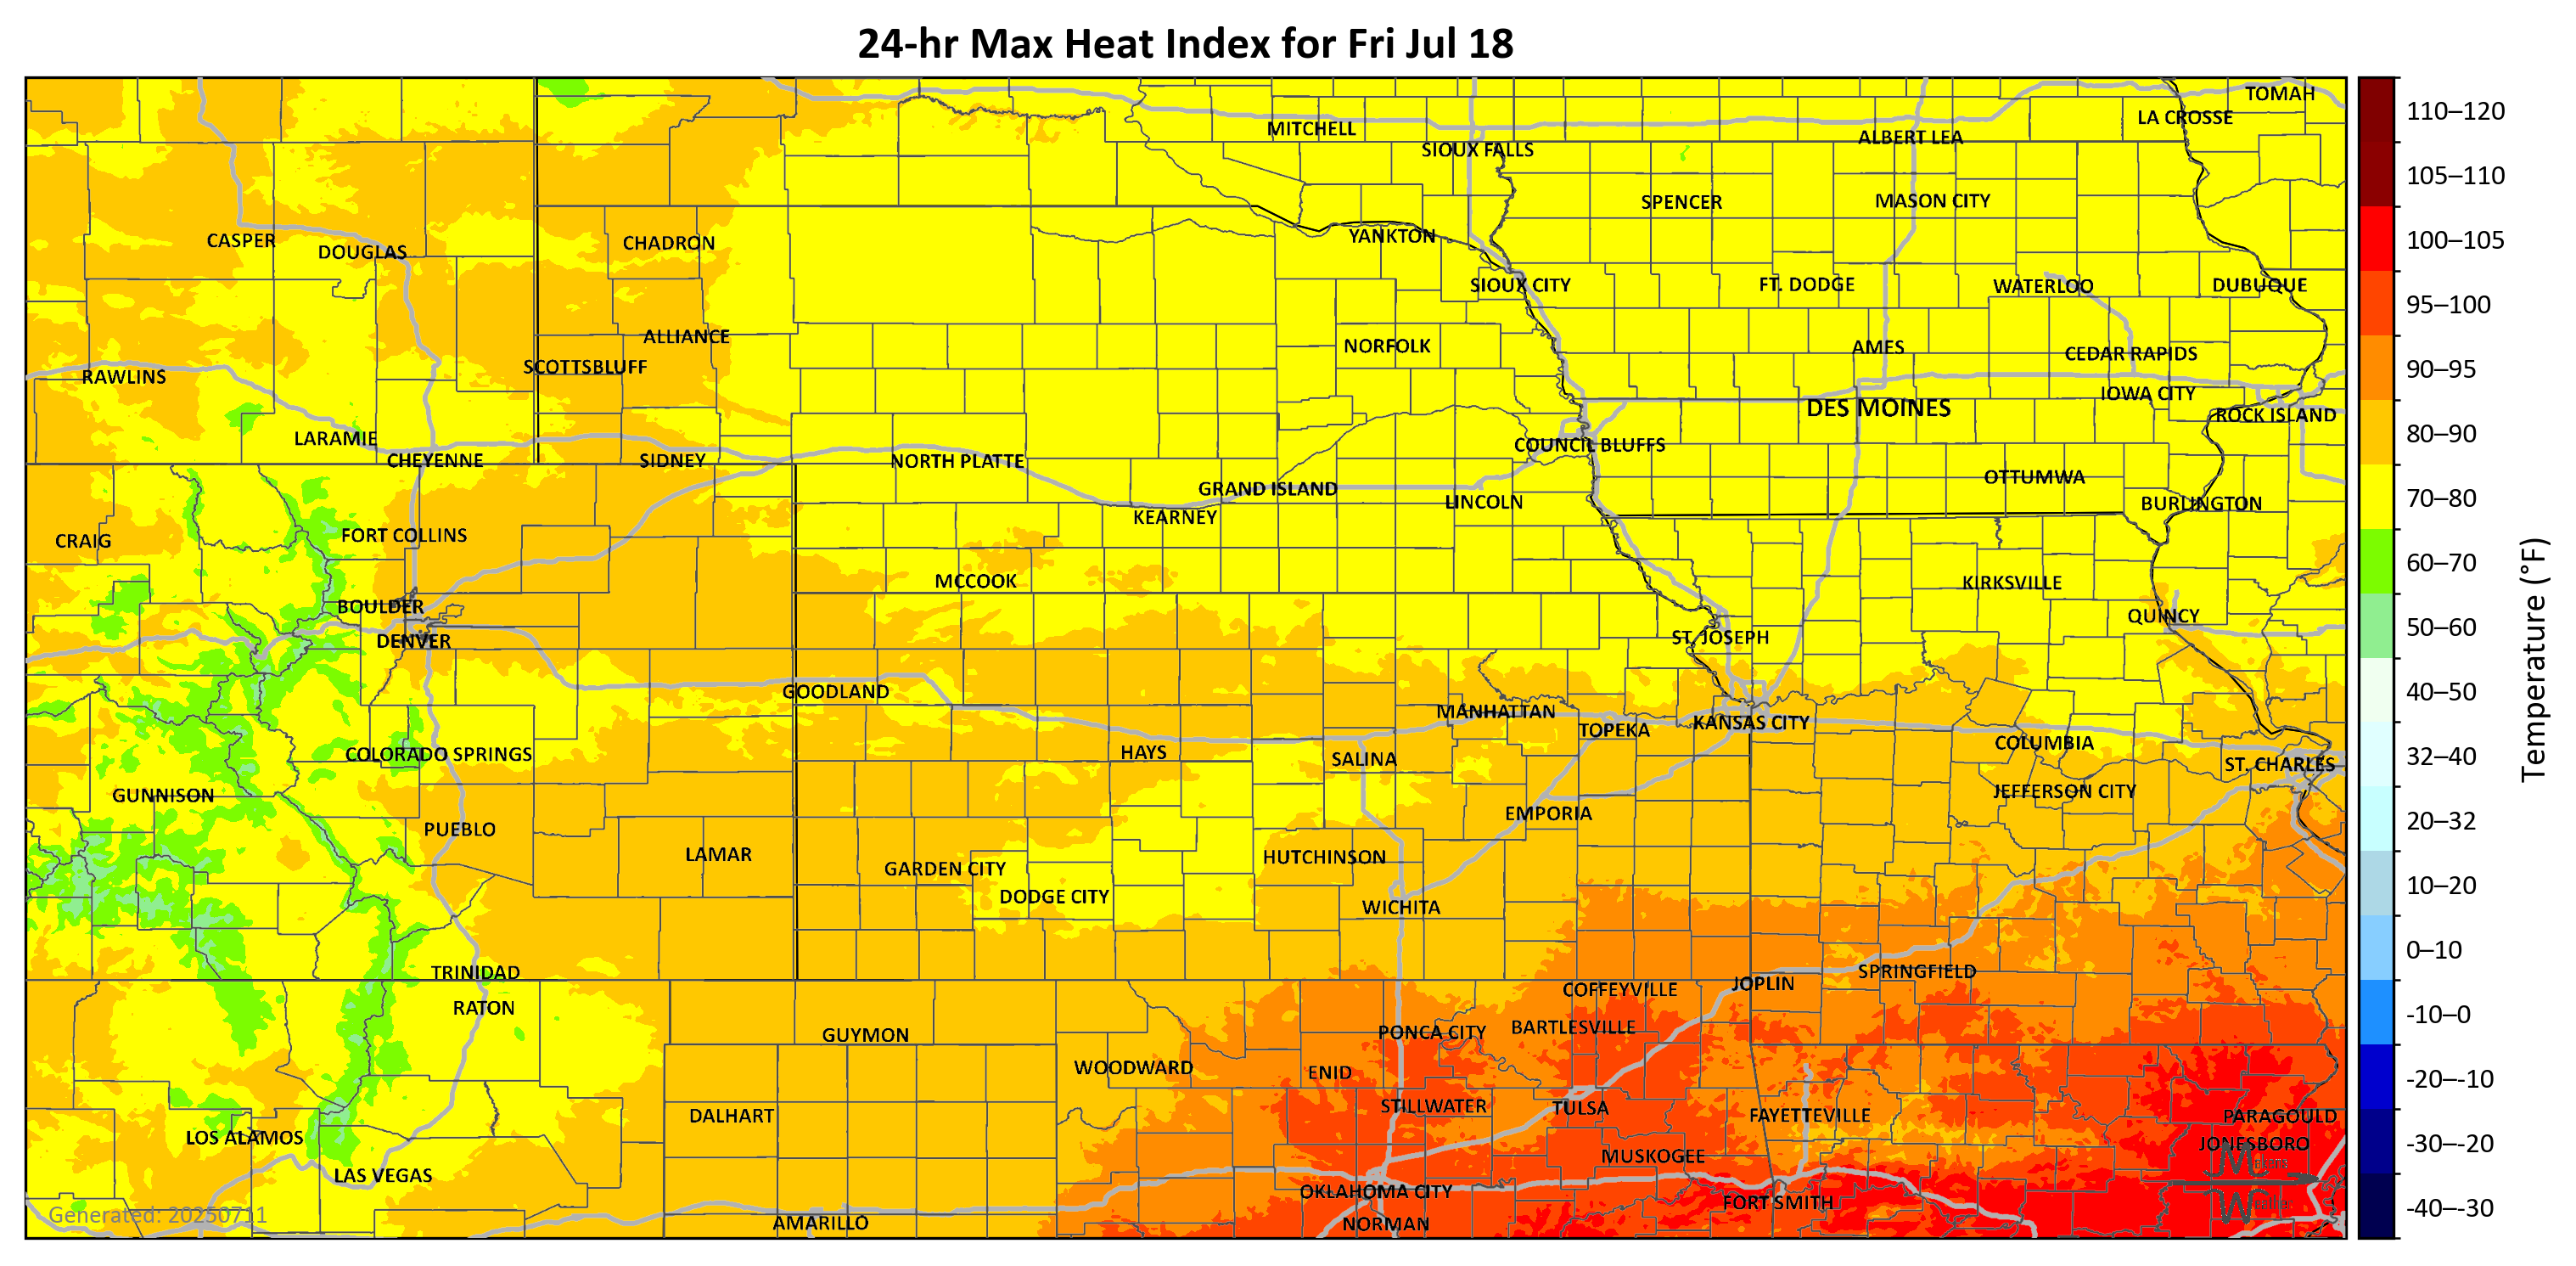 24-hr Max Heat Index for Fri Jul 18
TOMAH
LA CROSSE
MITCHELL
ALBERT LEA
SIOUX FALLS
SPENCER
MASON CITY
CASPER
DOUGLAS
CHADRON
YANKTON
SIOUX CITY
FT. DODGE
WATERLOO
DUBUQUE
ALLIANCE
NORFOLK
AMES
CEDAR RAPIDS
SCOTTSBLUFF
RAWLINS
IOWA CITY
DES MOINES
ROCK ISLAND
LARAMIE
COUNCIL BLUFFS
CHEYENNE
SIDNEY
NORTH PLATTE
OTTUMWA
GRAND ISLAND
LINCOLN
BURLINGTON
KEARNEY
FORT COLLINS
CRAIG
MCCOOK
KIRKSVILLE
BOULDER
QUINCY
DENVER
ST. JOSEPH
GOODLAND
MANHATTAN
KANSAS CITY
TOPEKA
COLUMBIA
COLORADO SPRINGS
HAYS
SALINA
ST. CHARLES
GUNNISON
JEFFERSON CITY
EMPORIA
PUEBLO
LAMAR
HUTCHINSON
GARDEN CITY
DODGE CITY
WICHITA
TRINIDAD
SPRINGFIELD
JOPLIN
COFFEYVILLE
RATON
GUYMON
PONCA CITY
BARTLESVILLE
WOODWARD
ENID
STILLWATER
TULSA
DALHART
FAYETTEVILLE
PARAGOULD
LOS ALAMOS
JONESBORO
MUSKOGEE
LAS VEGAS
OKLAHOMA CITY
FORT SMITH
AMARILLO
NORMAN
Generated: 20250711
110–120
105–110
100–105
95–100
90–95
80–90
70–80
60–70
50–60
40–50
32–40
20–32
10–20
0–10
-10–0
-20–-10
-30–-20
-40–-30
Temperature (°F)